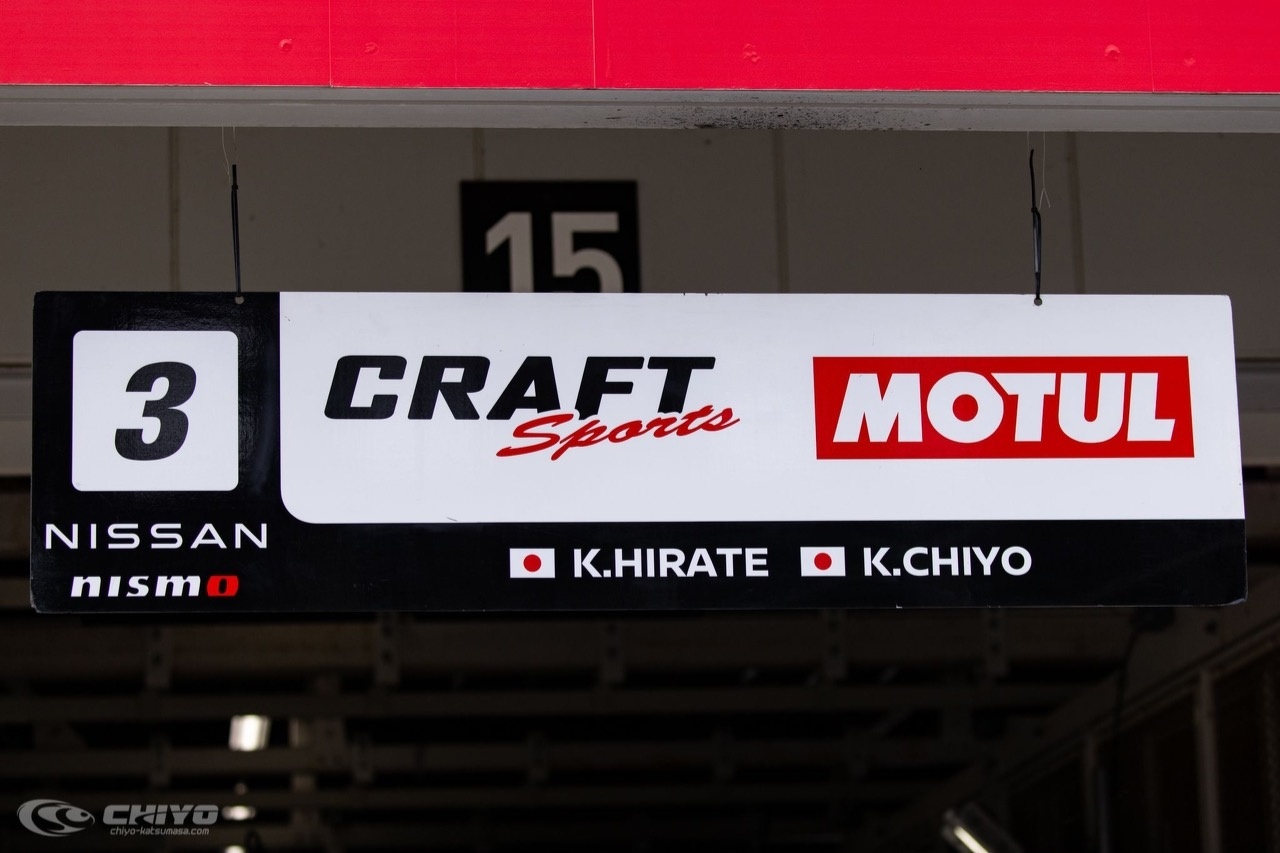 15
3
CRAFT
Sports
MOTUL
NISSAN
nismo
K.HIRATE K.CHIYO
CHIYO
chiyo-katsumasa.com